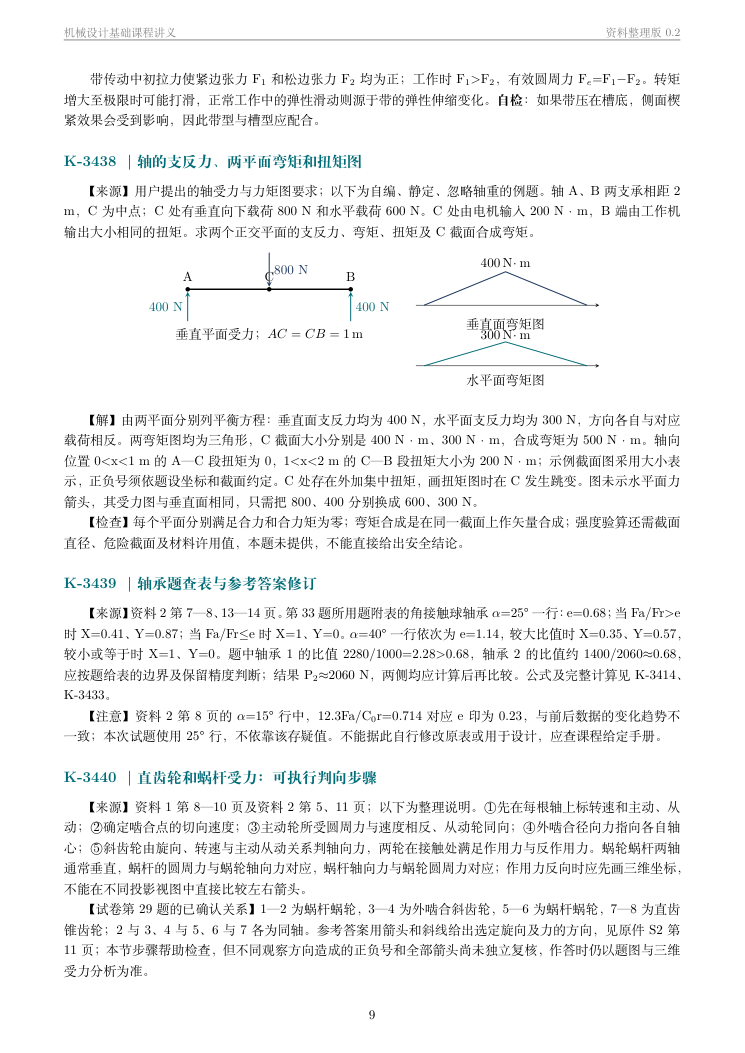 机械设计基础课程讲义 资料整理版 0.2
带传动中初拉力使紧边张力 F₁ 和松边张力 F₂ 均为正；工作时 F₁>F₂，有效圆周力 Fₑ=F₁−F₂。转矩
增大至极限时可能打滑，正常工作中的弹性滑动则源于带的弹性伸缩变化。自检：如果带压在槽底，侧面楔
紧效果会受到影响，因此带型与槽型应配合。
K-3438 | 轴的支反力、两平面弯矩和扭矩图
【来源】用户提出的轴受力与力矩图要求；以下为自编、静定、忽略轴重的例题。轴 A、B 两支承相距 2
m，C 为中点；C 处有垂直向下载荷 800 N 和水平载荷 600 N。C 处由电机输入 200 N · m，B 端由工作机
输出大小相同的扭矩。求两个正交平面的支反力、弯矩、扭矩及 C 截面合成弯矩。
800 N
A C B
400 N 400 N
垂直平面受力；AC = CB = 1 m
400 N· m
垂直面弯矩图
300 N· m
水平面弯矩图
【解】由两平面分别列平衡方程：垂直面支反力均为 400 N，水平面支反力均为 300 N，方向各自与对应
载荷相反。两弯矩图均为三角形，C 截面大小分别是 400 N · m、300 N · m，合成弯矩为 500 N · m。轴向
位置 0<x<1 m 的 A—C 段扭矩为 0，1<x<2 m 的 C—B 段扭矩大小为 200 N · m；示例截面图采用大小表
示，正负号须依题设坐标和截面约定。C 处存在外加集中扭矩，画扭矩图时在 C 发生跳变。图未示水平面力
箭头，其受力图与垂直面相同，只需把 800、400 分别换成 600、300 N。
【检查】每个平面分别满足合力和合力矩为零；弯矩合成是在同一截面上作矢量合成；强度验算还需截面
直径、危险截面及材料许用值，本题未提供，不能直接给出安全结论。
K-3439 | 轴承题查表与参考答案修订
【来源】资料 2 第 7—8、13—14 页。第 33 题所用题附表的角接触球轴承 α=25° 一行：e=0.68；当 Fa/Fr>e
时 X=0.41、Y=0.87；当 Fa/Fr≤e 时 X=1、Y=0。α=40° 一行依次为 e=1.14，较大比值时 X=0.35、Y=0.57，
较小或等于时 X=1、Y=0。题中轴承 1 的比值 2280/1000=2.28>0.68，轴承 2 的比值约 1400/2060≈0.68，
应按题给表的边界及保留精度判断；结果 P₂≈2060 N，两侧均应计算后再比较。公式及完整计算见 K-3414、
K-3433。
【注意】资料 2 第 8 页的 α=15° 行中，12.3Fa/C₀r=0.714 对应 e 印为 0.23，与前后数据的变化趋势不
一致；本次试题使用 25° 行，不依靠该存疑值。不能据此自行修改原表或用于设计，应查课程给定手册。
K-3440 | 直齿轮和蜗杆受力：可执行判向步骤
【来源】资料 1 第 8—10 页及资料 2 第 5、11 页；以下为整理说明。①先在每根轴上标转速和主动、从
动；②确定啮合点的切向速度；③主动轮所受圆周力与速度相反、从动轮同向；④外啮合径向力指向各自轴
心；⑤斜齿轮由旋向、转速与主动从动关系判轴向力，两轮在接触处满足作用力与反作用力。蜗轮蜗杆两轴
通常垂直，蜗杆的圆周力与蜗轮轴向力对应，蜗杆轴向力与蜗轮圆周力对应；作用力反向时应先画三维坐标，
不能在不同投影视图中直接比较左右箭头。
【试卷第 29 题的已确认关系】1—2 为蜗杆蜗轮，3—4 为外啮合斜齿轮，5—6 为蜗杆蜗轮，7—8 为直齿
锥齿轮；2 与 3、4 与 5、6 与 7 各为同轴。参考答案用箭头和斜线给出选定旋向及力的方向，见原件 S2 第
11 页；本节步骤帮助检查，但不同观察方向造成的正负号和全部箭头尚未独立复核，作答时仍以题图与三维
受力分析为准。
9